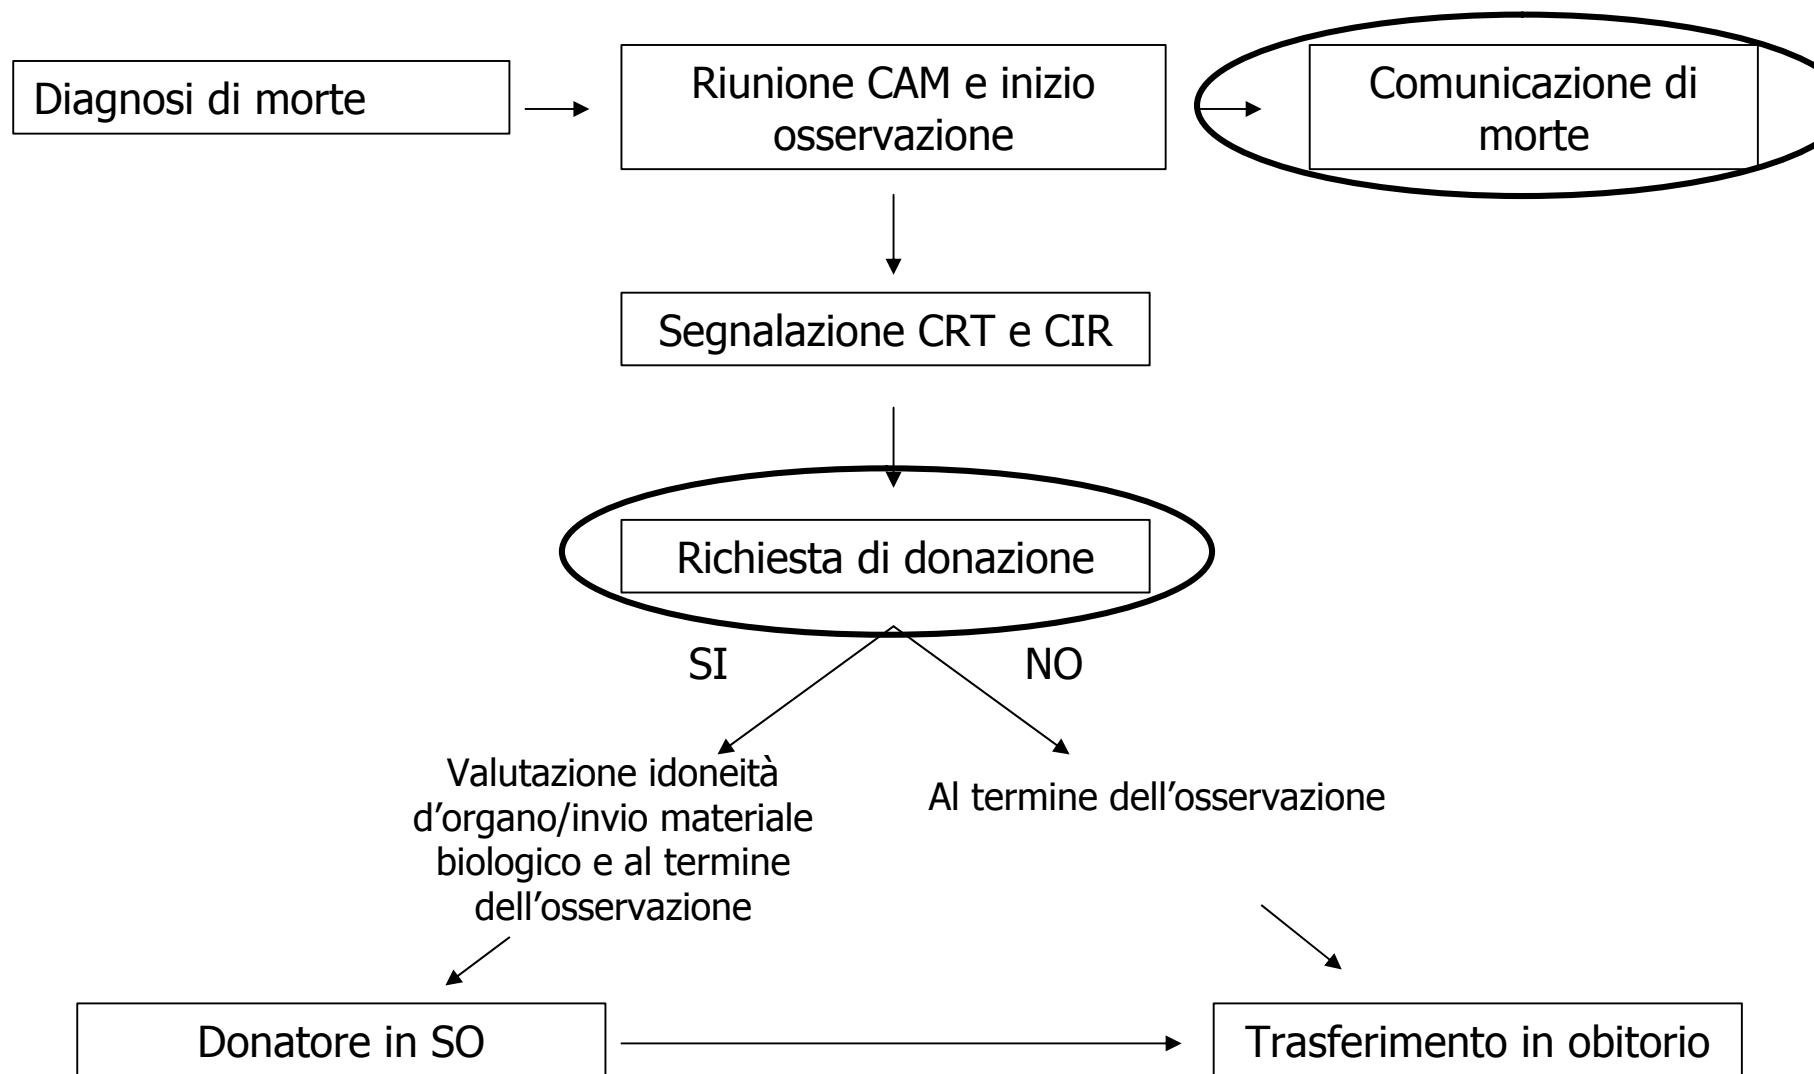 Diagnosi di morte
Riunione CAM e inizio
osservazione
Comunicazione di
morte
Segnalazione CRT e CIR
Richiesta di donazione
SI
NO
Valutazione idoneità
d’organo/invio materiale
biologico e al termine
dell’osservazione
Al termine dell’osservazione
Donatore in SO
Trasferimento in obitorio